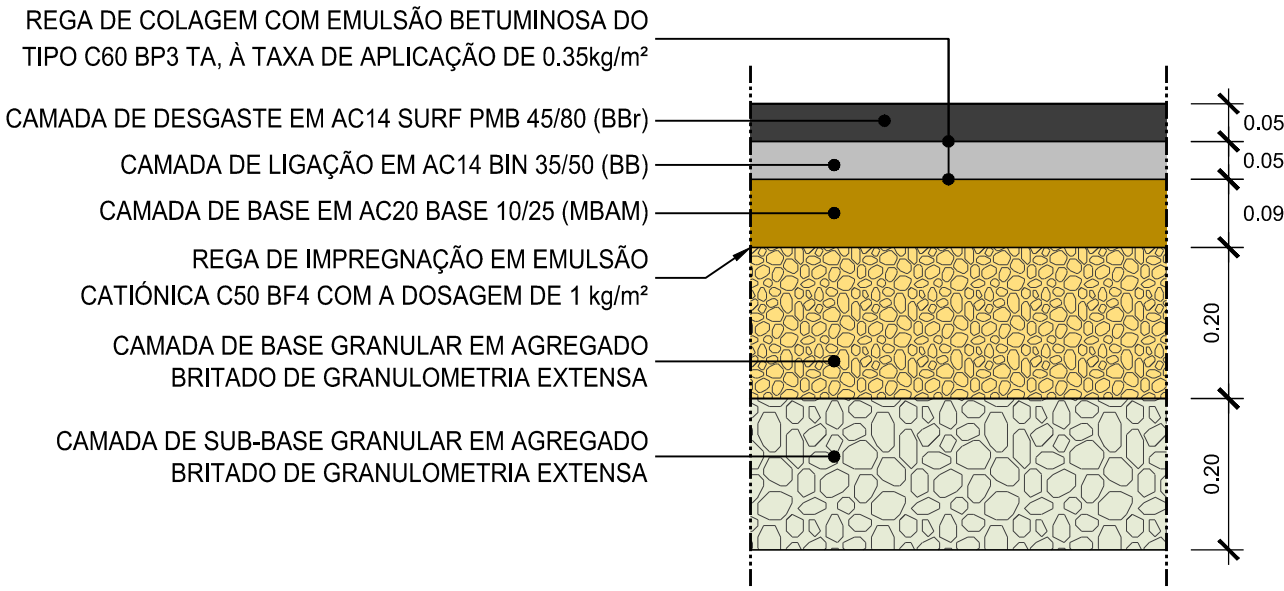 REGA DE COLAGEM COM EMULSÃO BETUMINOSA DO
TIPO C60 BP3 TA, À TAXA DE APLICAÇÃO DE 0.35kg/m²
CAMADA DE DESGASTE EM AC14 SURF PMB 45/80 (BBr)
CAMADA DE LIGAÇÃO EM AC14 BIN 35/50 (BB)
CAMADA DE BASE EM AC20 BASE 10/25 (MBAM)
REGA DE IMPREGNAÇÃO EM EMULSÃO
CATIÓNICA C50 BF4 COM A DOSAGEM DE 1 kg/m²
CAMADA DE BASE GRANULAR EM AGREGADO
BRITADO DE GRANULOMETRIA EXTENSA
CAMADA DE SUB-BASE GRANULAR EM AGREGADO
BRITADO DE GRANULOMETRIA EXTENSA
0.05
0.05
0.09
0.20
0.20